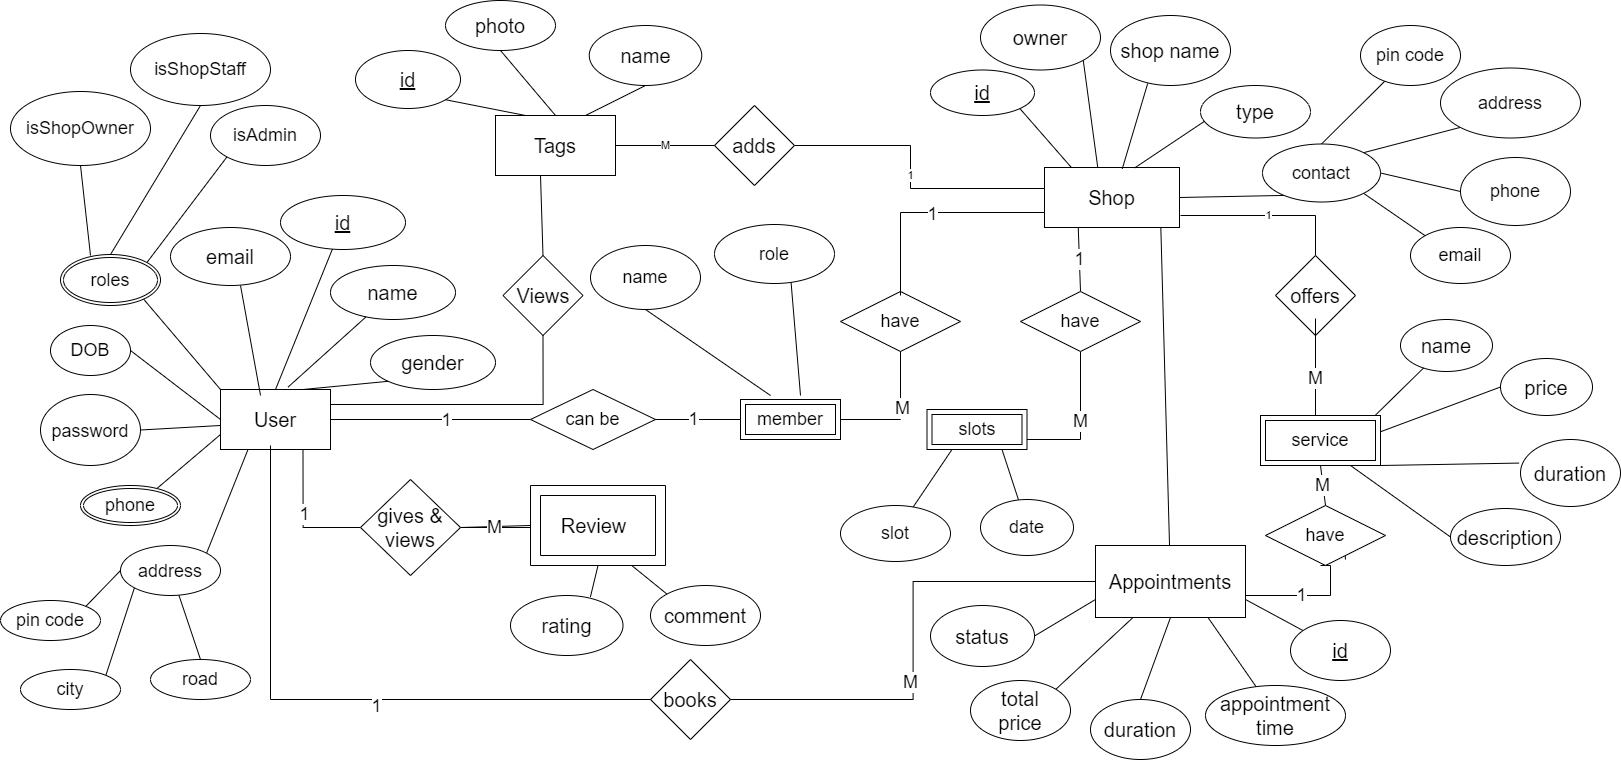 photo
owner
shop name
name
pin code
isShopStaff
id
id
address
type
isShopOwner
isAdmin
Tags
M
adds
1
contact
phone
Shop
id
1
1
email
email
name
role
1
roles
name
Views
offers
name
have
have
DOB
gender
M
name
price
M
M
User
1
can be
1
member
slots
service
password
duration
M
phone
1
gives &
views
M
Review
slot
date
have
description
address
Appointments
1
pin code
rating
comment
status
id
city
road
M
1
books
total
price
duration
appointment
time